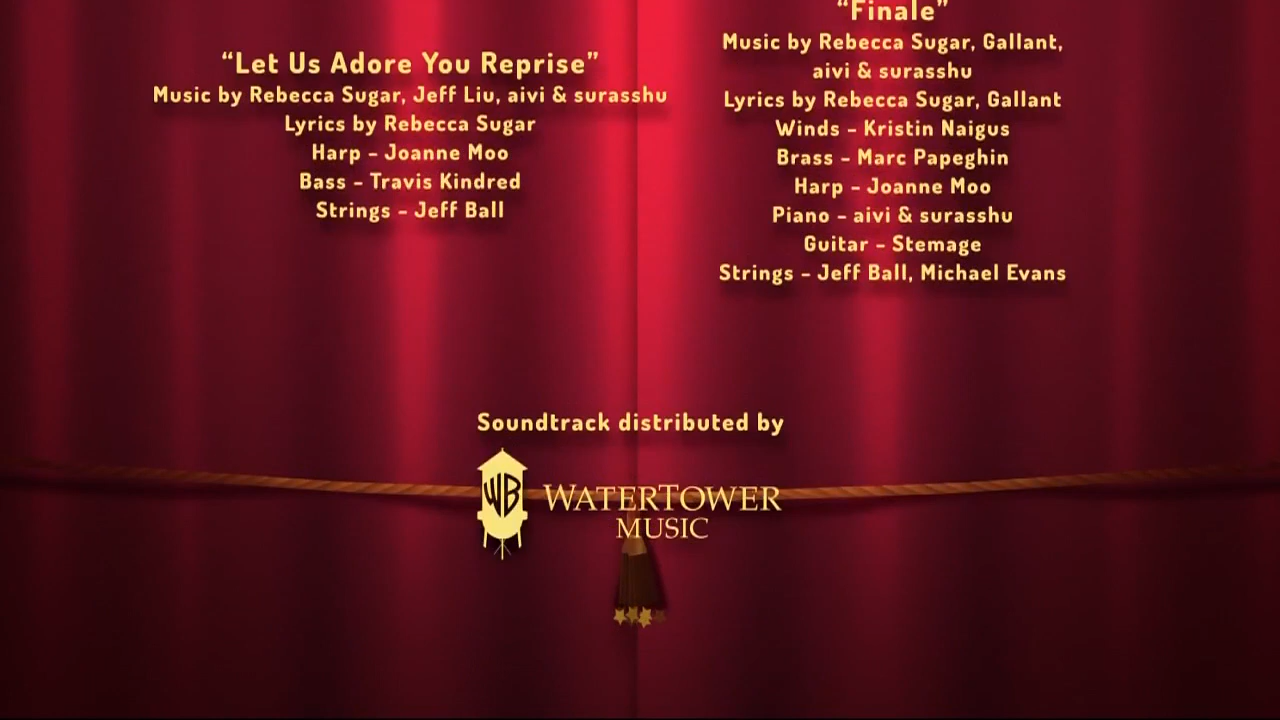 “Let Us Adore You Reprise”
Music by Rebecca Sugar, Jeff Liu, aivi & surasshu
Lyrics by Rebecca Sugar
Harp – Joanne Moo
Bass – Travis Kindred
Strings – Jeff Ball
“Finale”
Music by Rebecca Sugar, Gallant,
aivi & surasshu
Lyrics by Rebecca Sugar, Gallant
Winds – Kristin Naigus
Brass – Marc Papeghin
Harp – Joanne Moo
Piano – aivi & surasshu
Guitar – Stemage
Strings – Jeff Ball, Michael Evans
Soundtrack distributed by
WB
WATERTOWER
MUSIC